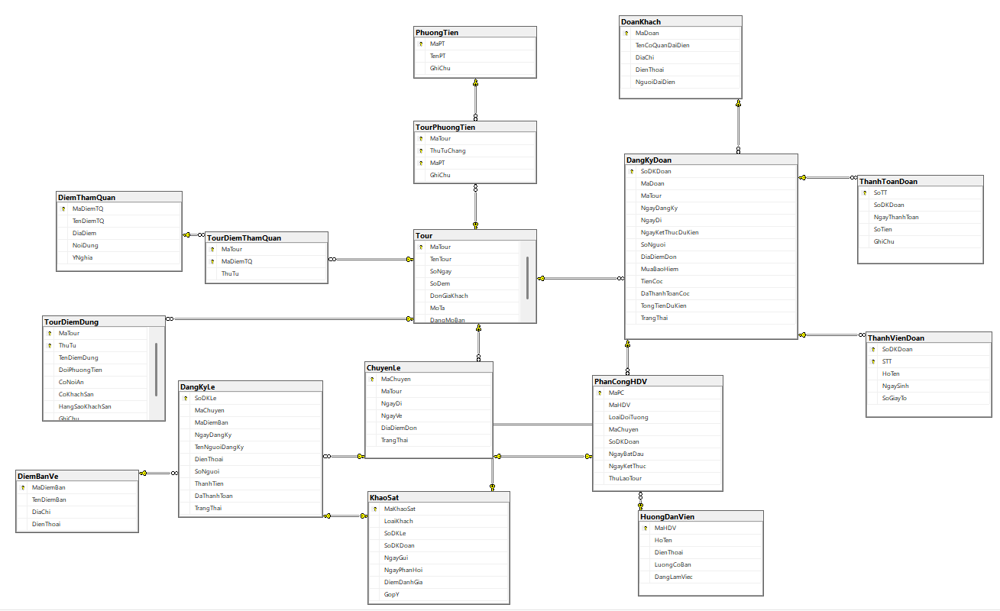 PhuongTien
MaPT
TenPT
GhiChu
DoanKhach
MaDoan
TenCoQuanDaiDien
DiaChi
DienThoai
NguoiDaiDien
TourPhuongTien
MaTour
ThuTuChang
MaPT
GhiChu
DangKyDoan
SoDKDoan
MaDoan
MaTour
NgayDangKy
NgayDi
NgayKetThucDuKien
SoNguoi
DiaDiemDon
MuaBaoHiem
TienCoc
DaThanhToanCoc
TongTienDuKien
TrangThai
ThanhToanDoan
SoTT
SoDKDoan
NgayThanhToan
SoTien
GhiChu
DiemThamQuan
MaDiemTQ
TenDiemTQ
DiaDiem
NoiDung
YNghia
TourDiemThamQuan
MaTour
MaDiemTQ
ThuTu
Tour
MaTour
TenTour
SoNgay
SoDem
DonGiaKhach
MoTa
DangMoBan
TourDiemDung
MaTour
ThuTu
TenDiemDung
DoiPhuongTien
CoNoiAn
CoKhachSan
HangSaoKhachSan
GhiChu
ThanhVienDoan
SoDKDoan
STT
HoTen
NgaySinh
SoGiayTo
ChuyenLe
MaChuyen
MaTour
NgayDi
NgayVe
DiaDiemDon
TrangThai
PhanCongHDV
MaPC
MaHDV
LoaiDoiTuong
MaChuyen
SoDKDoan
NgayBatDau
NgayKetThuc
ThuLaoTour
DangKyLe
SoDKLe
MaChuyen
MaDiemBan
NgayDangKy
TenNguoiDangKy
DienThoai
SoNguoi
ThanhTien
DaThanhToan
TrangThai
DiemBanVe
MaDiemBan
TenDiemBan
DiaChi
DienThoai
KhaoSat
MaKhaoSat
LoaiKhach
SoDKLe
SoDKDoan
NgayGui
NgayPhanHoi
DiemDanhGia
GopY
HuongDanVien
MaHDV
HoTen
DienThoai
LuongCoBan
DangLamViec